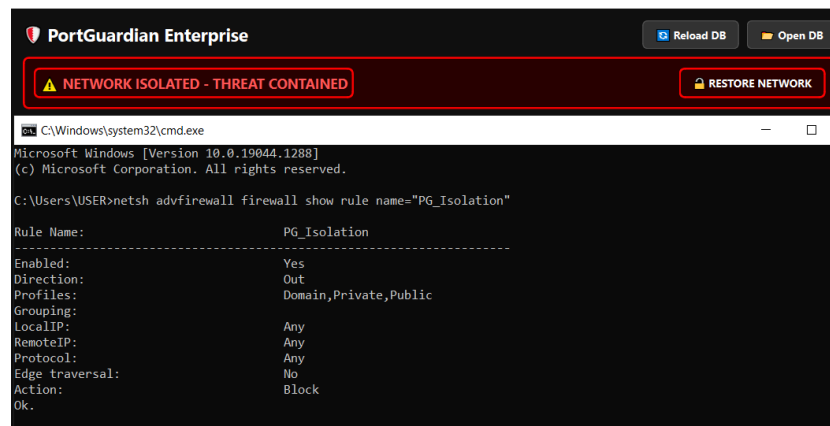 PortGuardian Enterprise
Reload DB
Open DB
NETWORK ISOLATED - THREAT CONTAINED
RESTORE NETWORK
C:\Windows\system32\cmd.exe
Microsoft Windows [Version 10.0.19044.1288]
(c) Microsoft Corporation. All rights reserved.
C:\Users\USER>netsh advfirewall firewall show rule name="PG_Isolation"
Rule Name: PG_Isolation
----------------------------------------------------------------------
Enabled: Yes
Direction: Out
Profiles: Domain,Private,Public
Grouping:
LocalIP: Any
RemoteIP: Any
Protocol: Any
Edge traversal: No
Action: Block
Ok.